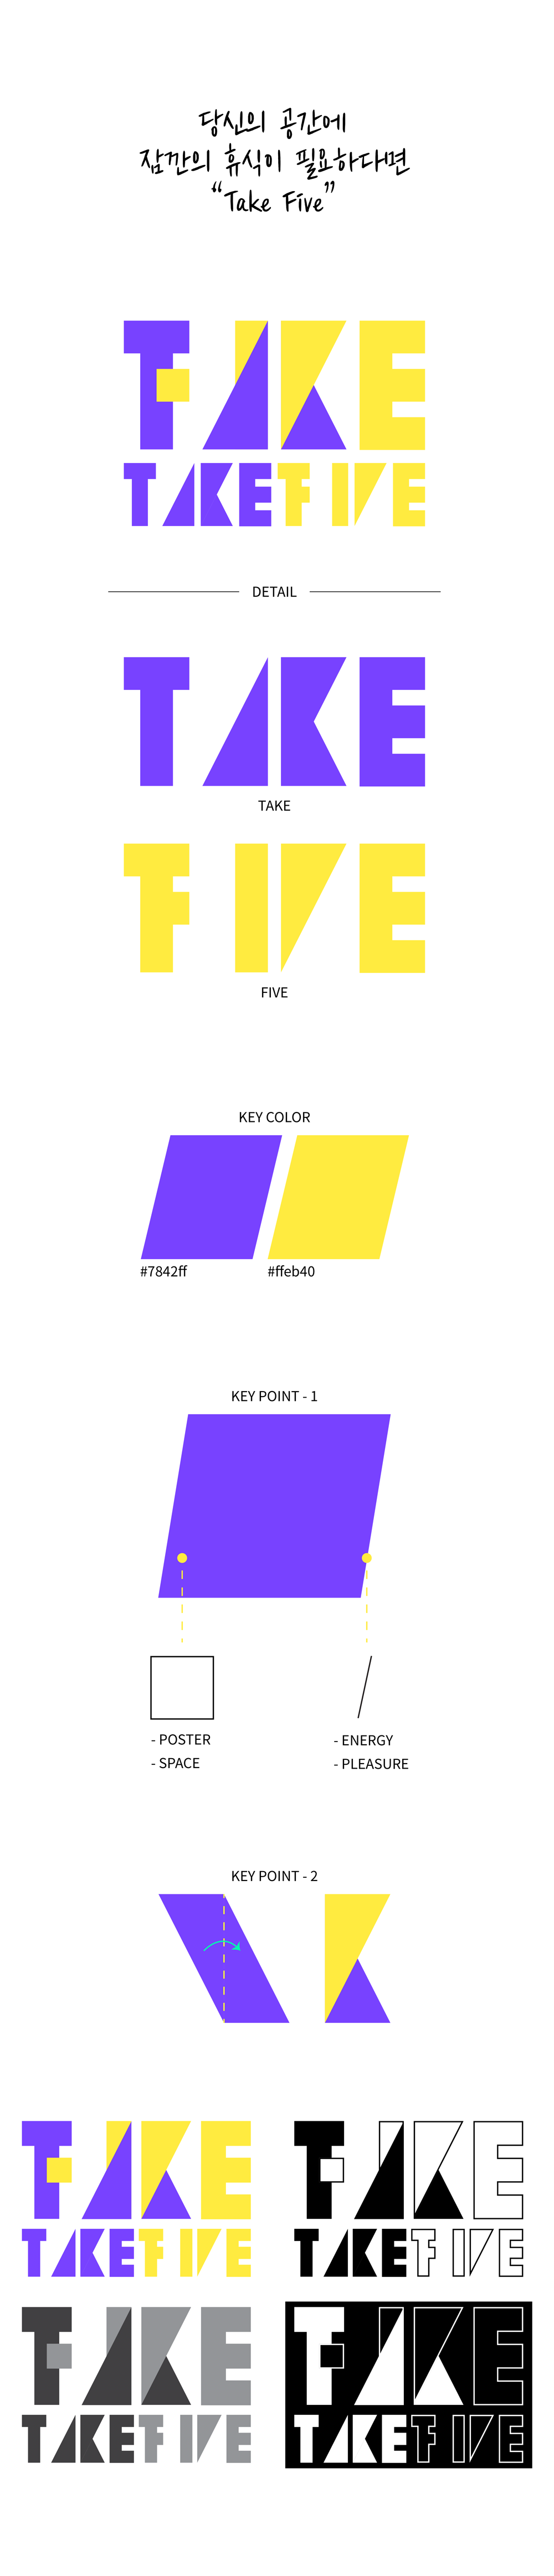 당신의 공간에
잠깐의 휴식이 필요하다면
“Take Five”
TAKE
TAKE FIVE
DETAIL
TAKE
TAKE
FIVE
FIVE
KEY COLOR
#7842ff #ffeb40
KEY POINT - 1
- POSTER
- SPACE
- ENERGY
- PLEASURE
KEY POINT - 2
TAKE
TAKE FIVE
TAKE
TAKE FIVE
TAKE
TAKE FIVE
TAKE
TAKE FIVE